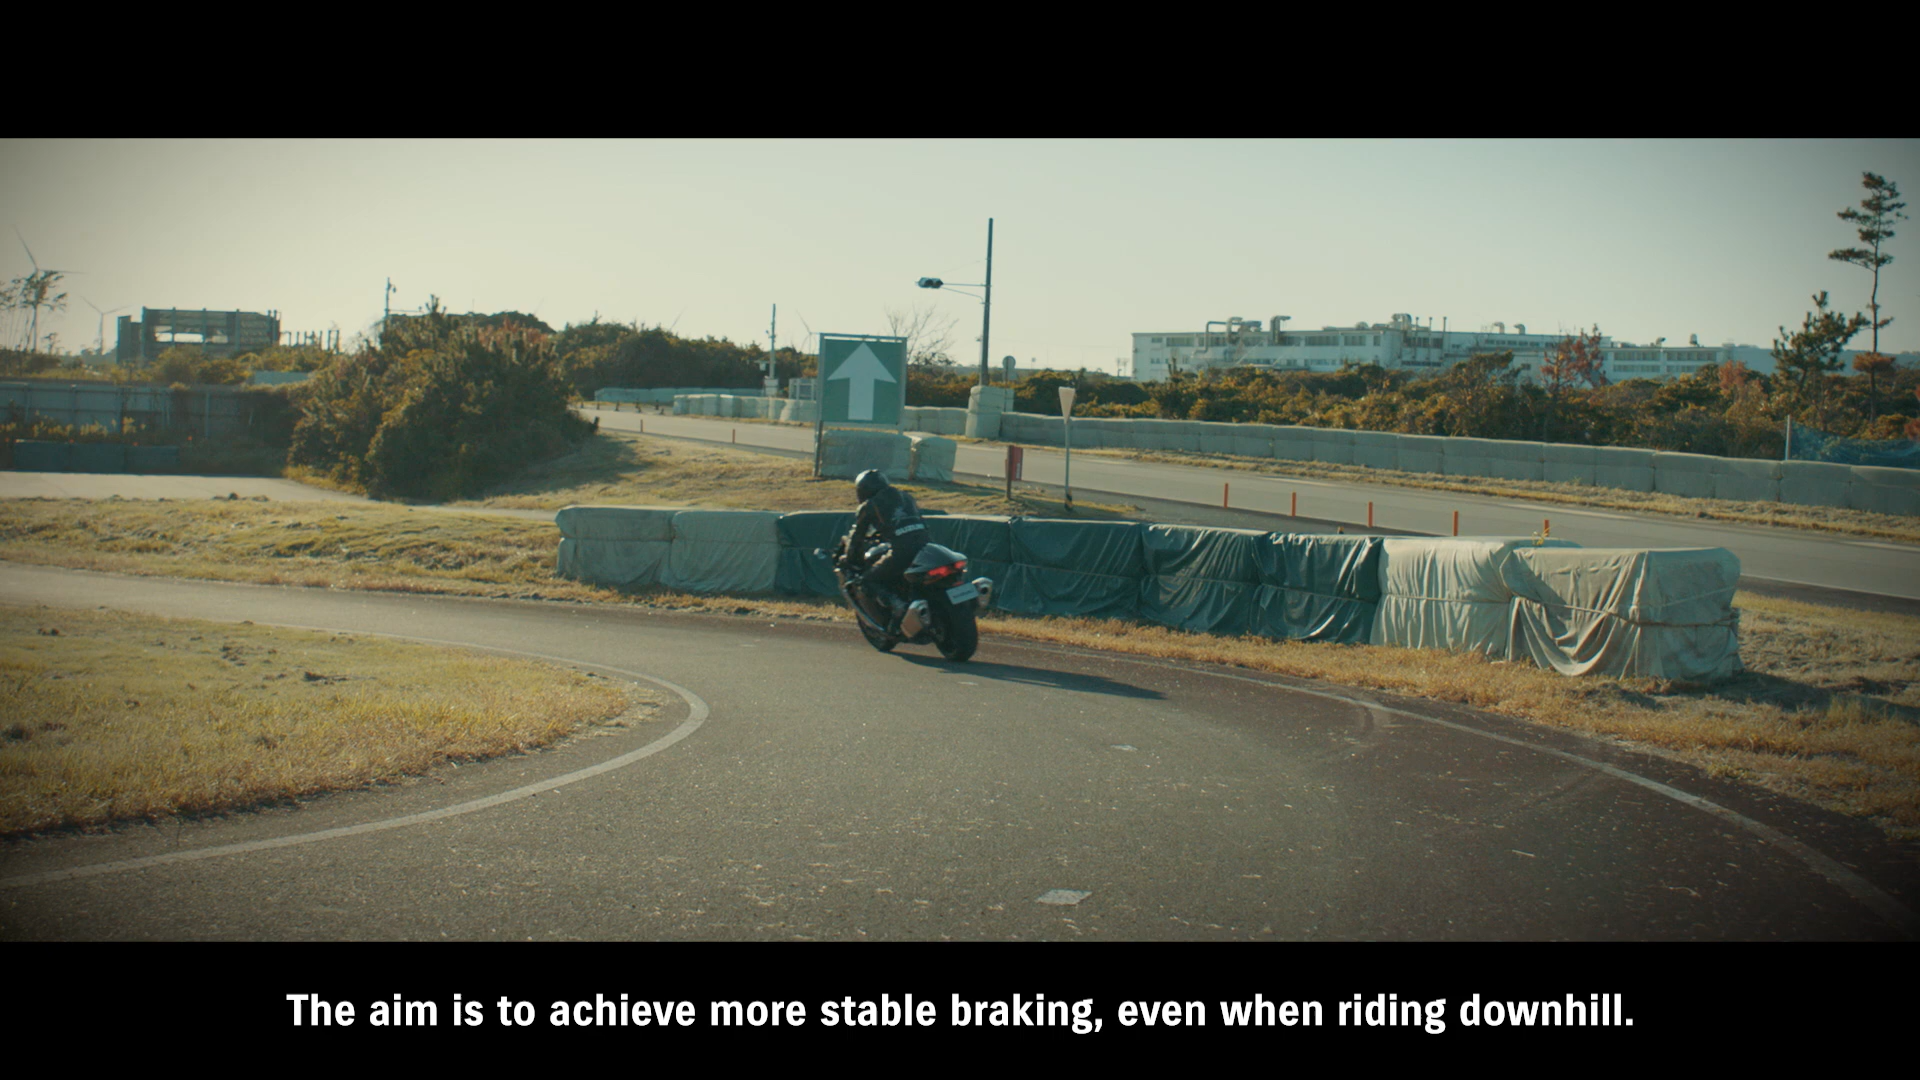 The aim is to achieve more stable braking, even when riding downhill.